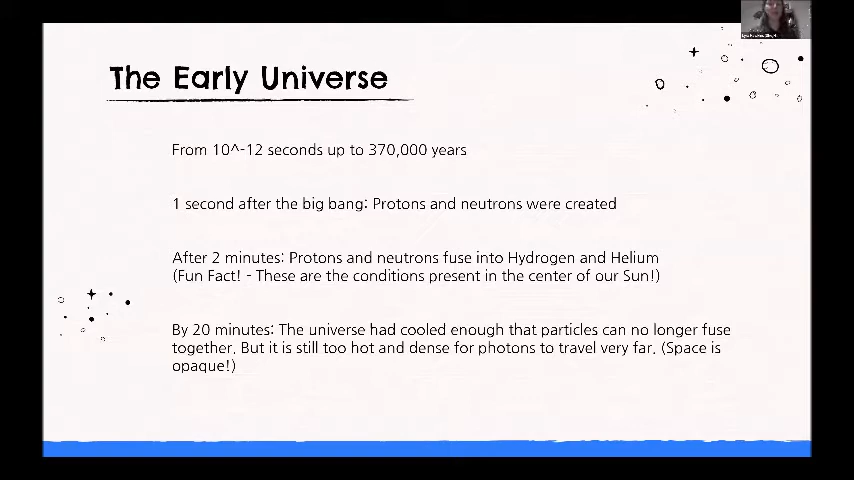 The Early Universe
From 10^-12 seconds up to 370,000 years
1 second after the big bang: Protons and neutrons were created
After 2 minutes: Protons and neutrons fuse into Hydrogen and Helium
(Fun Fact! - These are the conditions present in the center of our Sun!)
By 20 minutes: The universe had cooled enough that particles can no longer fuse
together. But it is still too hot and dense for photons to travel very far. (Space is
opaque!)